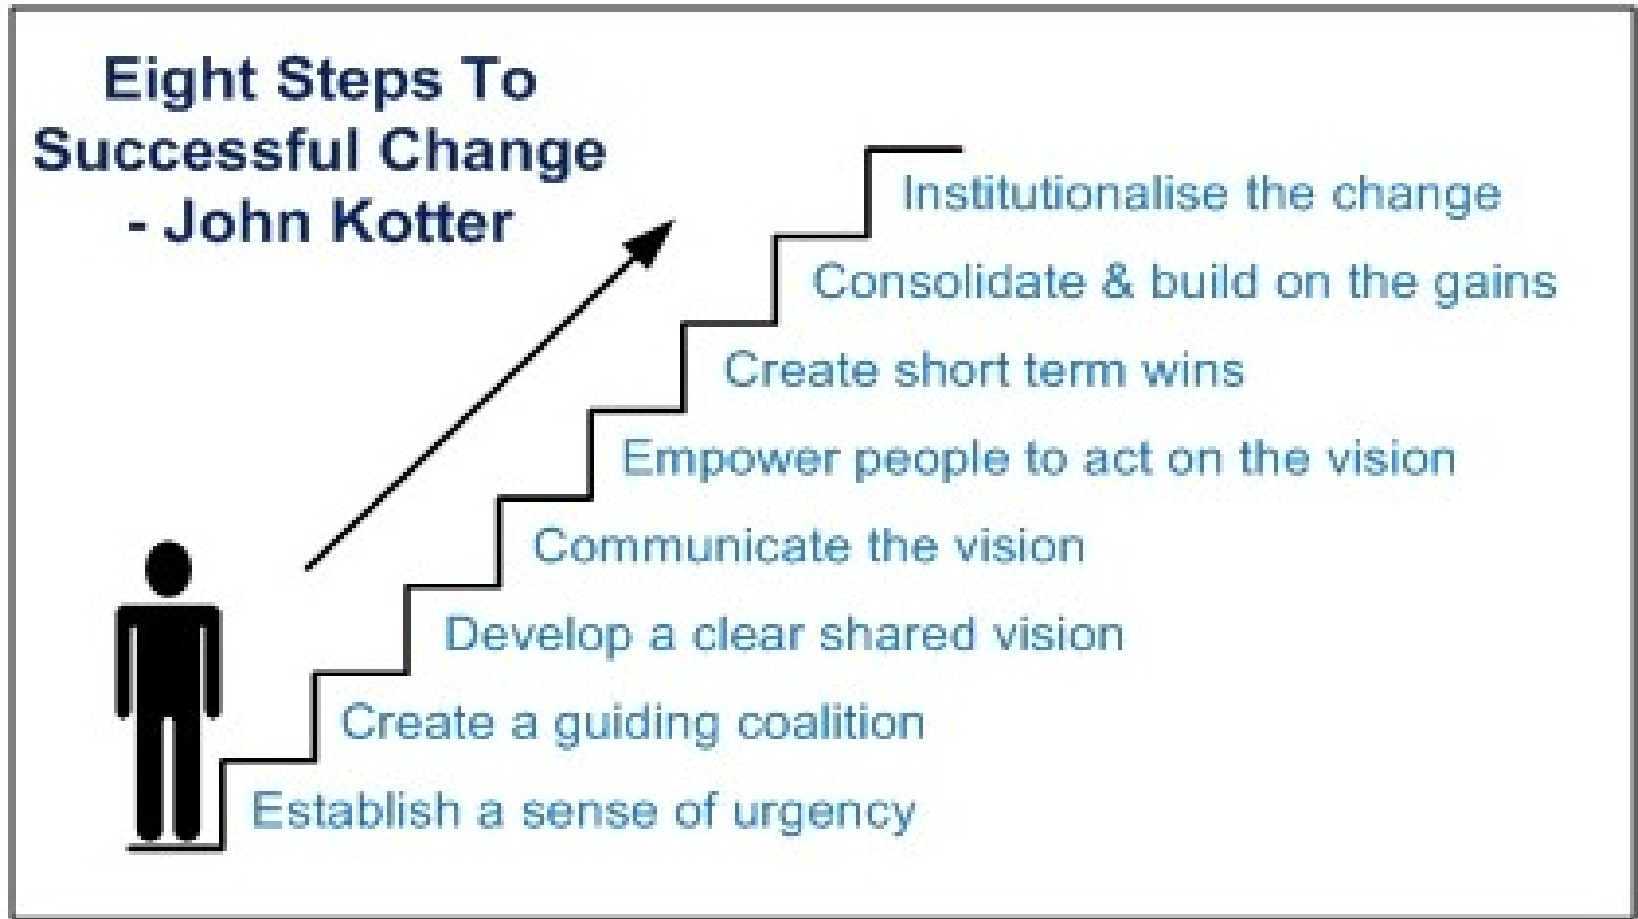 Eight Steps To
Successful Change
- John Kotter
Institutionalise the change
Consolidate & build on the gains
Create short term wins
Empower people to act on the vision
Communicate the vision
Develop a clear shared vision
Create a guiding coalition
Establish a sense of urgency